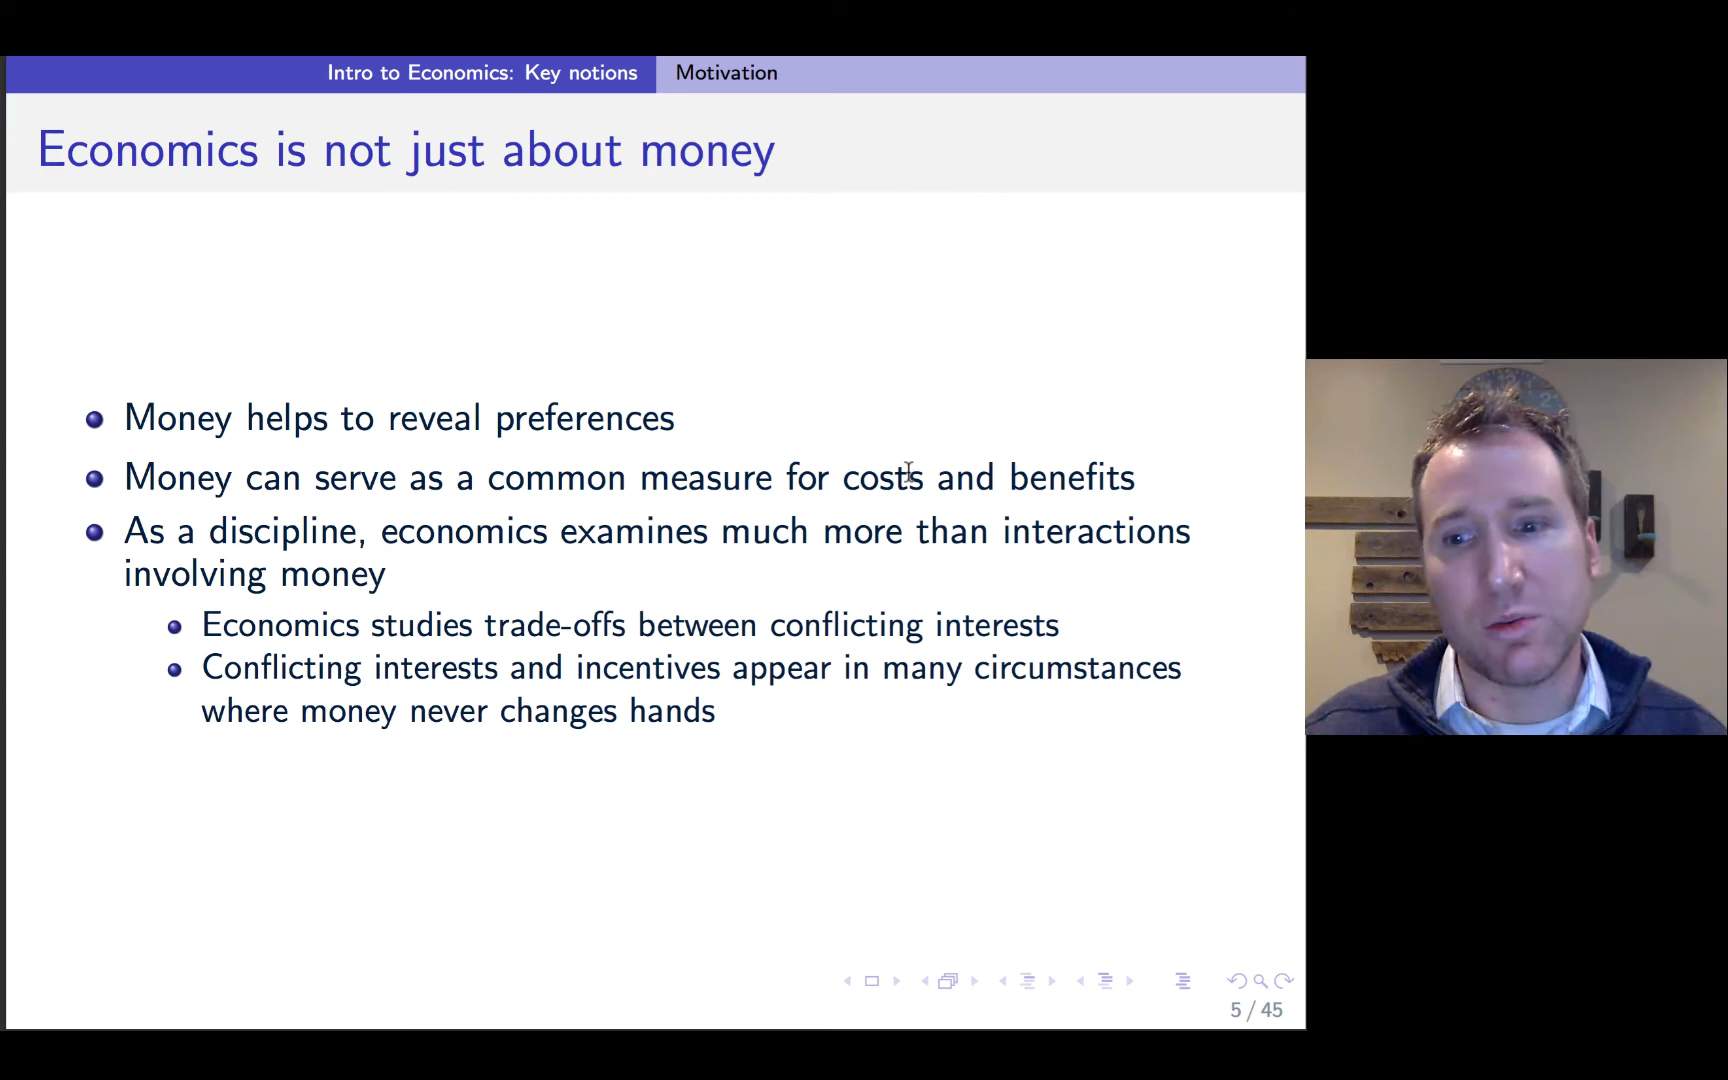 Intro to Economics: Key notions Motivation
Economics is not just about money
Money helps to reveal preferences
Money can serve as a common measure for costs and benefits
As a discipline, economics examines much more than interactions
involving money
Economics studies trade-offs between conflicting interests
Conflicting interests and incentives appear in many circumstances
where money never changes hands
5 / 45